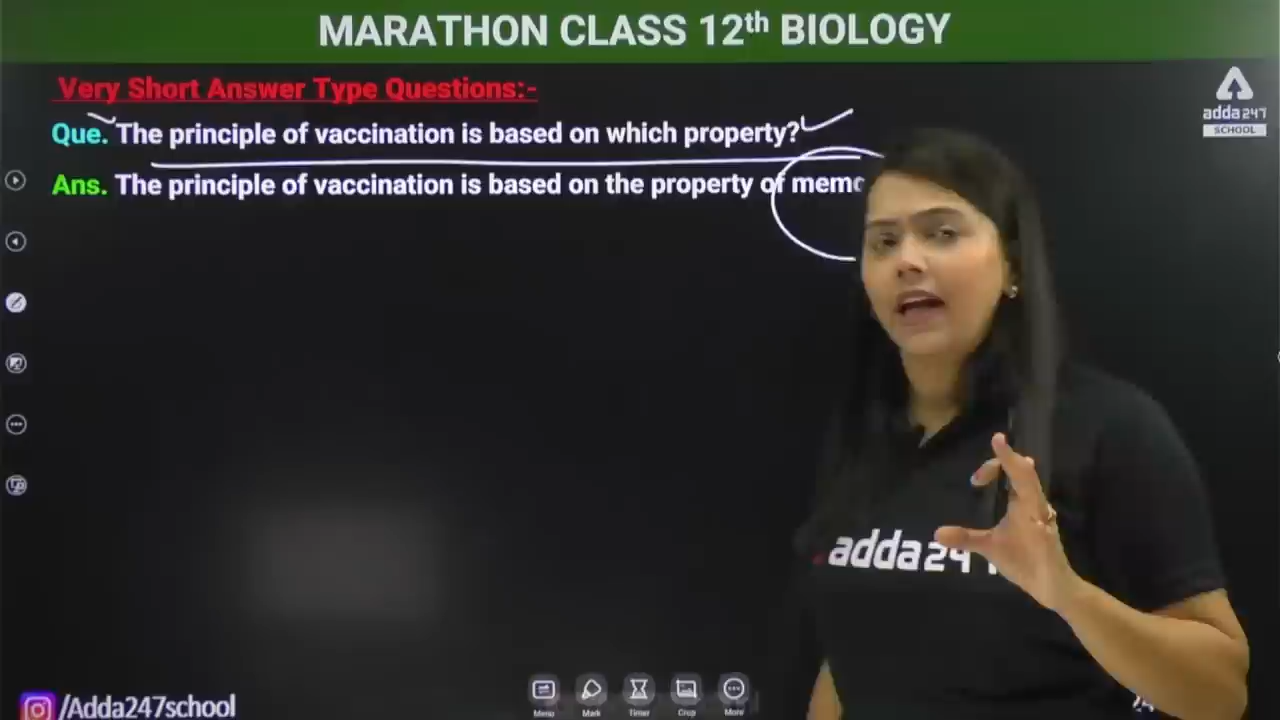 MARATHON CLASS 12th BIOLOGY
Very Short Answer Type Questions:-
adda247
SCHOOL
Que. The principle of vaccination is based on which property?
Ans. The principle of vaccination is based on the property of
adda247
Menu Mark Timer Crop More
/Adda247school